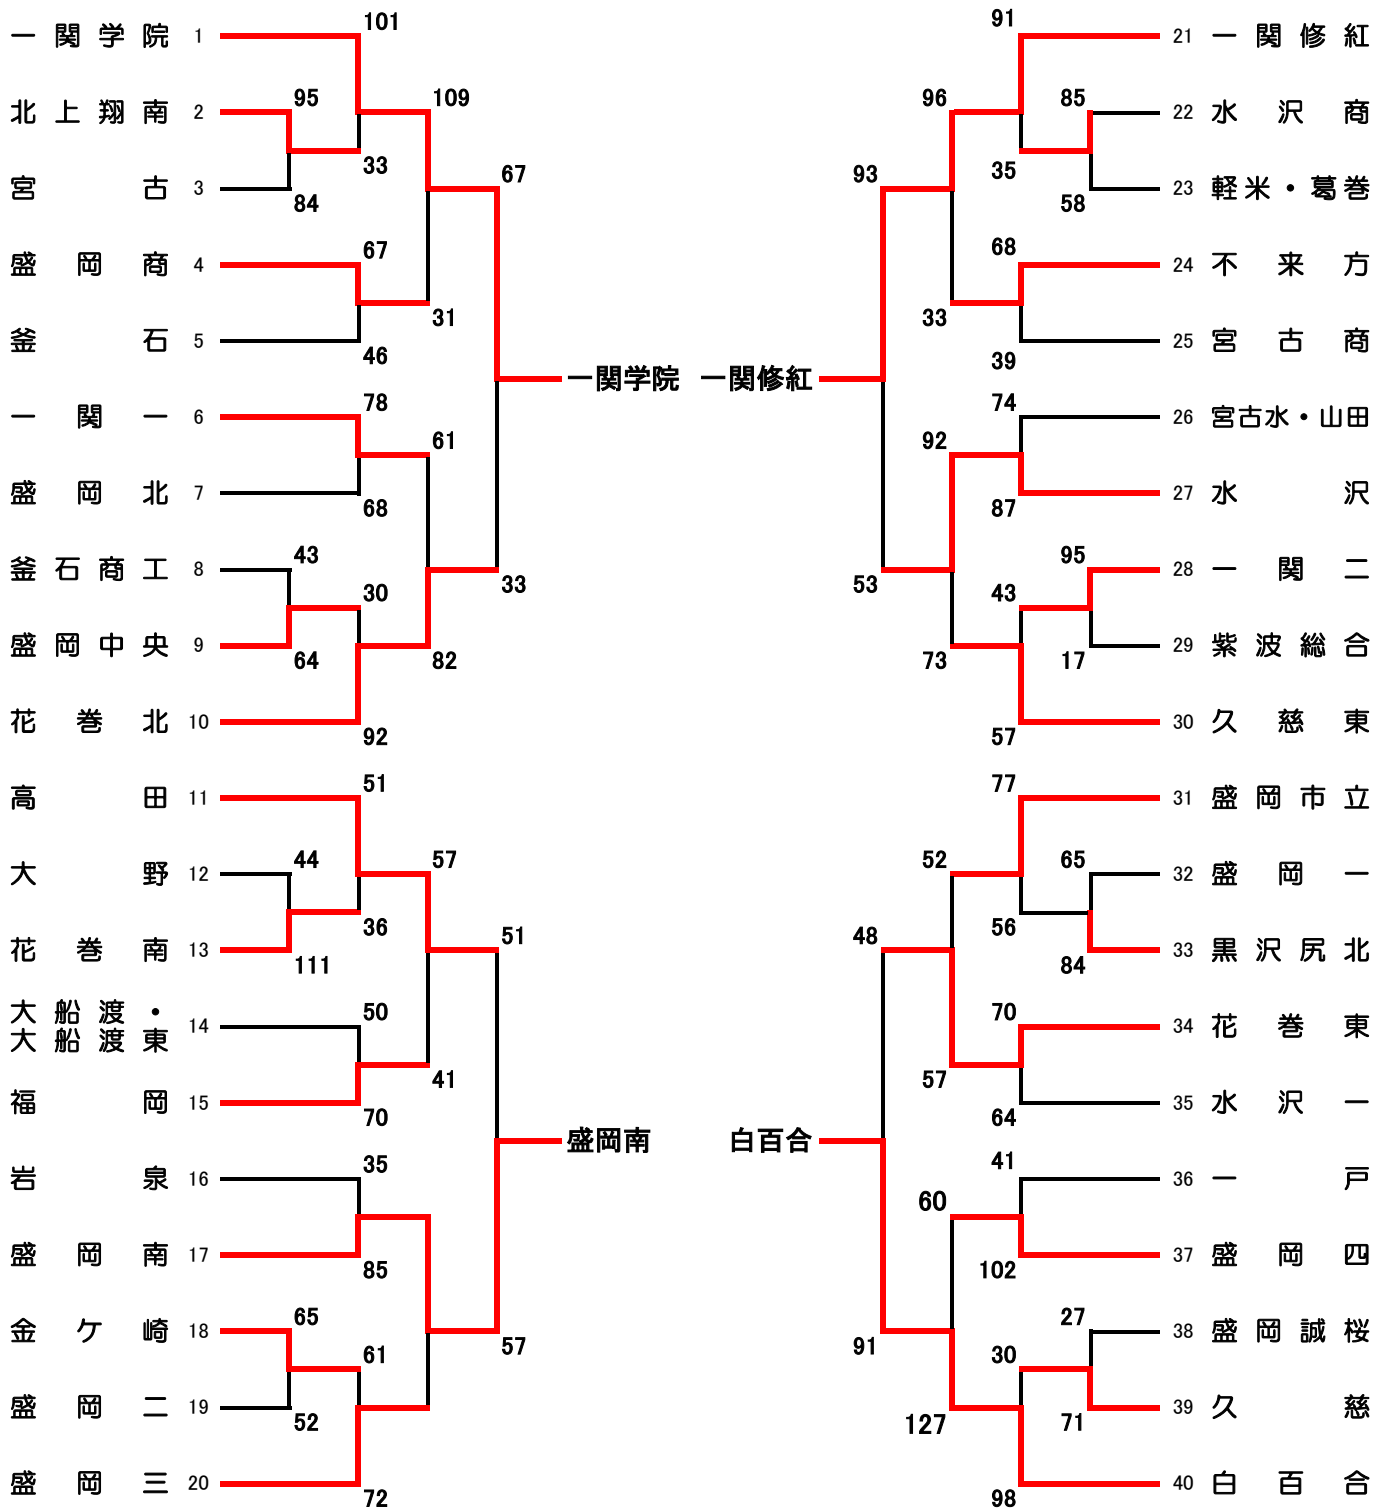 101
91
一関学院 1
21 一関修紅
95
109
96
85
北上翔南 2
22 水沢商
33
67
93
35
宮古 3
23 軽米・葛巻
84
58
67
68
盛岡商 4
24 不来方
31
33
釜石 5
25 宮古商
46
39
一関学院
一関修紅
78
74
一関一 6
26 宮古水・山田
61
92
盛岡北 7
27 水沢
68
87
43
95
釜石商工 8
28 一関二
30
33
53
43
盛岡中央 9
29 紫波総合
64
82
73
17
花巻北 10
30 久慈東
92
57
51
77
高田 11
31 盛岡市立
44
57
52
65
大野 12
32 盛岡一
36
51
48
56
花巻南 13
33 黒沢尻北
111
84
大船渡・
大船渡東 14
50
70
34 花巻東
41
57
福岡 15
35 水沢一
70
64
盛岡南
白百合
35
41
岩泉 16
36 一戸
60
盛岡南 17
37 盛岡四
85
102
65
27
金ケ崎 18
38 盛岡誠桜
61
57
91
30
盛岡二 19
39 久慈
52
127
71
盛岡三 20
40 白百合
72
98